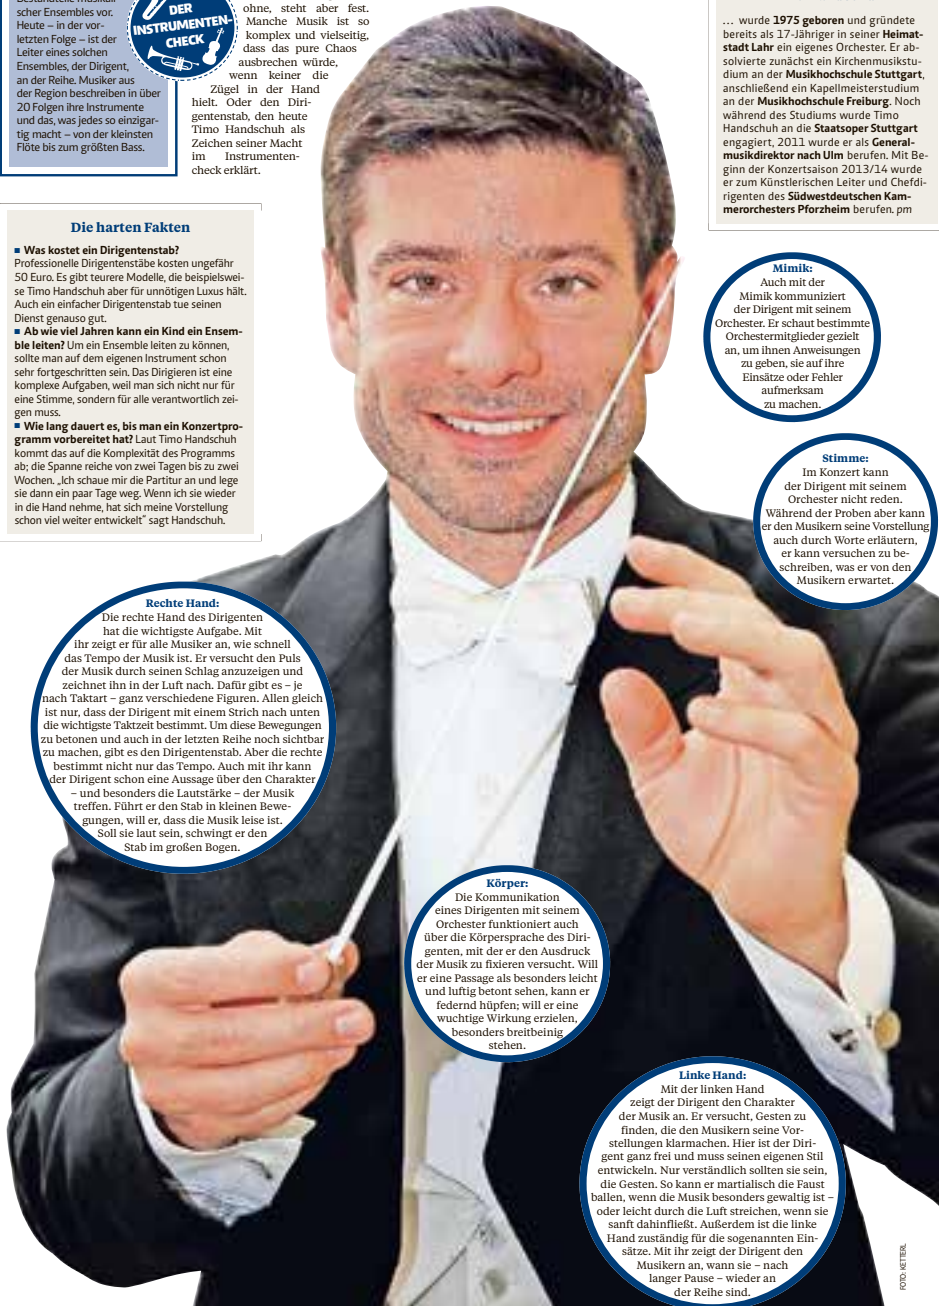 scher Ensembles vor.
Heute – in der vor-
letzten Folge – ist der
Leiter eines solchen
Ensembles, der Dirigent,
an der Reihe. Musiker aus
der Region beschreiben in über
20 Folgen ihre Instrumente
und das, was jedes so einzigar-
tig macht – von der kleinsten
Flöte bis zum größten Bass.
DER
INSTRUMENTEN-
CHECK
ohne, steht aber fest.
Manche Musik ist so
komplex und vielseitig,
dass das pure Chaos
ausbrechen würde,
wenn keiner die
Zügel in der Hand
hielt. Oder den Diri-
gentenstab, den heute
Timo Handschuh als
Zeichen seiner Macht
im Instrumenten-
check erklärt.
... wurde 1975 geboren und gründete
bereits als 17-Jähriger in seiner Heimat-
stadt Lahr ein eigenes Orchester. Er ab-
solvierte zunächst ein Kirchenmusikstu-
dium an der Musikhochschule Stuttgart,
anschließend ein Kapellmeisterstudium
an der Musikhochschule Freiburg. Noch
während des Studiums wurde Timo
Handschuh an die Staatsoper Stuttgart
engagiert, 2011 wurde er als General-
musikdirektor nach Ulm berufen. Mit Be-
ginn der Konzertsaison 2013/14 wurde
er zum Künstlerischen Leiter und Chefdi-
rigenten des Südwestdeutschen Kam-
merorchesters Pforzheim berufen. pm
Die harten Fakten
■ Was kostet ein Dirigentenstab?
Professionelle Dirigentenstäbe kosten ungefähr
50 Euro. Es gibt teurere Modelle, die beispielswei-
se Timo Handschuh aber für unnötigen Luxus hält.
Auch ein einfacher Dirigentenstab tue seinen
Dienst genauso gut.
■ Ab wie viel Jahren kann ein Kind ein Ensem-
ble leiten? Um ein Ensemble leiten zu können,
sollte man auf dem eigenen Instrument schon
sehr fortgeschritten sein. Das Dirigieren ist eine
komplexe Aufgaben, weil man sich nicht nur für
eine Stimme, sondern für alle verantwortlich zei-
gen muss.
■ Wie lang dauert es, bis man ein Konzertpro-
gramm vorbereitet hat? Laut Timo Handschuh
kommt das auf die Komplexität des Programms
ab; die Spanne reiche von zwei Tagen bis zu zwei
Wochen. „Ich schaue mir die Partitur an und lege
sie dann ein paar Tage weg. Wenn ich sie wieder
in die Hand nehme, hat sich meine Vorstellung
schon viel weiter entwickelt" sagt Handschuh.
Mimik:
Auch mit der
Mimik kommuniziert
der Dirigent mit seinem
Orchester. Er schaut bestimmte
Orchestermitglieder gezielt
an, um ihnen Anweisungen
zu geben, sie auf ihre
Einsätze oder Fehler
aufmerksam
zu machen.
Stimme:
Im Konzert kann
der Dirigent mit seinem
Orchester nicht reden.
Während der Proben aber kann
er den Musikern seine Vorstellung
auch durch Worte erläutern,
er kann versuchen zu be-
schreiben, was er von den
Musikern erwartet.
Rechte Hand:
Die rechte Hand des Dirigenten
hat die wichtigste Aufgabe. Mit
ihr zeigt er für alle Musiker an, wie schnell
das Tempo der Musik ist. Er versucht den Puls
der Musik durch seinen Schlag anzuzeigen und
zeichnet ihn in der Luft nach. Dafür gibt es – je
nach Taktart – ganz verschiedene Figuren. Allen gleich
ist nur, dass der Dirigent mit einem Strich nach unten
die wichtigste Taktzeit bestimmt. Um diese Bewegungen
zu betonen und auch in der letzten Reihe noch sichtbar
zu machen, gibt es den Dirigentenstab. Aber die rechte
bestimmt nicht nur das Tempo. Auch mit ihr kann
der Dirigent schon eine Aussage über den Charakter
– und besonders die Lautstärke – der Musik
treffen. Führt er den Stab in kleinen Bewe-
gungen, will er, dass die Musik leise ist.
Soll sie laut sein, schwingt er den
Stab im großen Bogen.
Körper:
Die Kommunikation
eines Dirigenten mit seinem
Orchester funktioniert auch
über die Körpersprache des Diri-
genten, mit der er den Ausdruck
der Musik zu fixieren versucht. Will
er eine Passage als besonders leicht
und luftig betont sehen, kann er
federnd hüpfen; will er eine
wuchtige Wirkung erzielen,
besonders breitbeinig
stehen.
Linke Hand:
Mit der linken Hand
zeigt der Dirigent den Charakter
der Musik an. Er versucht, Gesten zu
finden, die den Musikern seine Vor-
stellungen klarmachen. Hier ist der Diri-
gent ganz frei und muss seinen eigenen Stil
entwickeln. Nur verständlich sollten sie sein,
die Gesten. So kann er martialisch die Faust
ballen, wenn die Musik besonders gewaltig ist –
oder leicht durch die Luft streichen, wenn sie
sanft dahinfließt. Außerdem ist die linke
Hand zuständig für die sogenannten Ein-
sätze. Mit ihr zeigt der Dirigent den
Musikern an, wann sie – nach
langer Pause – wieder an
der Reihe sind.
FOTO: KETTERL